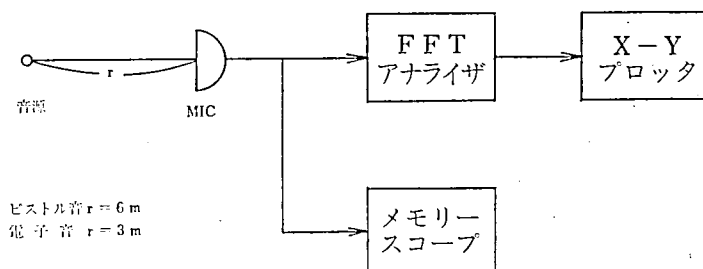 FFT
アナライザ
X-Y
プロッタ
r
音源
MIC
ピストル音 r = 6 m
電子音 r = 3 m
メモリー
スコープ